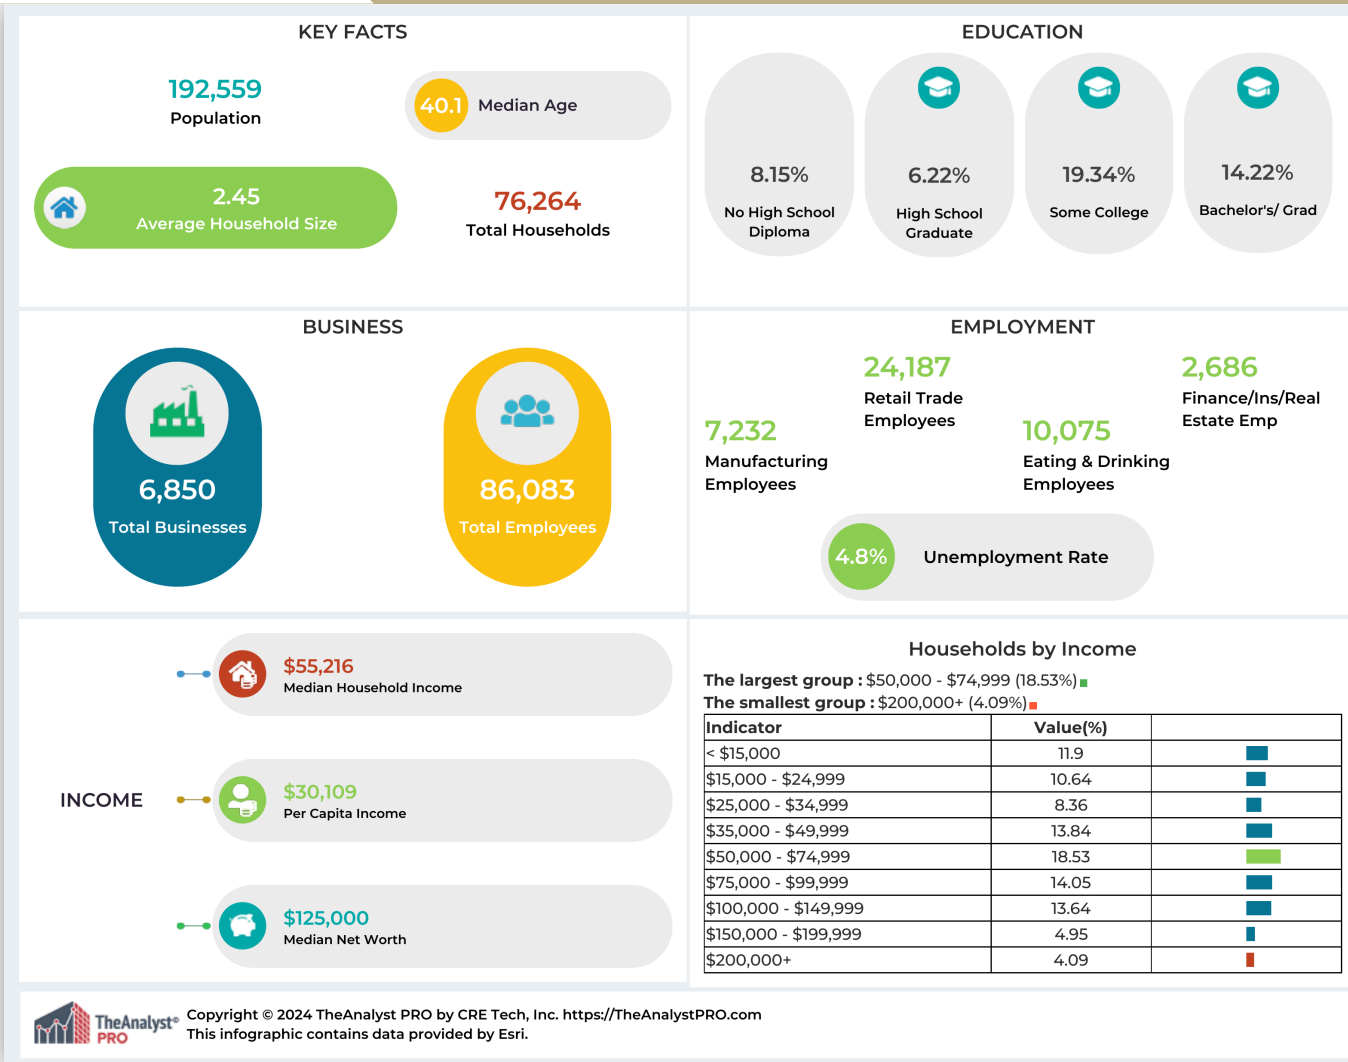 KEY FACTS
192,559
Population
40.1 Median Age
2.45
Average Household Size
76,264
Total Households
EDUCATION
8.15%
No High School
Diploma
6.22%
High School
Graduate
19.34%
Some College
14.22%
Bachelor's/ Grad
BUSINESS
6,850
Total Businesses
86,083
Total Employees
EMPLOYMENT
7,232
Manufacturing
Employees
24,187
Retail Trade
Employees
10,075
Eating & Drinking
Employees
2,686
Finance/Ins/Real
Estate Emp
4.8% Unemployment Rate
INCOME
$55,216
Median Household Income
$30,109
Per Capita Income
$125,000
Median Net Worth
Households by Income
The largest group : $50,000 - $74,999 (18.53%)
The smallest group : $200,000+ (4.09%)
Indicator Value(%)
< $15,000 11.9
$15,000 - $24,999 10.64
$25,000 - $34,999 8.36
$35,000 - $49,999 13.84
$50,000 - $74,999 18.53
$75,000 - $99,999 14.05
$100,000 - $149,999 13.64
$150,000 - $199,999 4.95
$200,000+ 4.09
TheAnalyst®
PRO
Copyright © 2024 TheAnalyst PRO by CRE Tech, Inc. https://TheAnalystPRO.com
This infographic contains data provided by Esri.